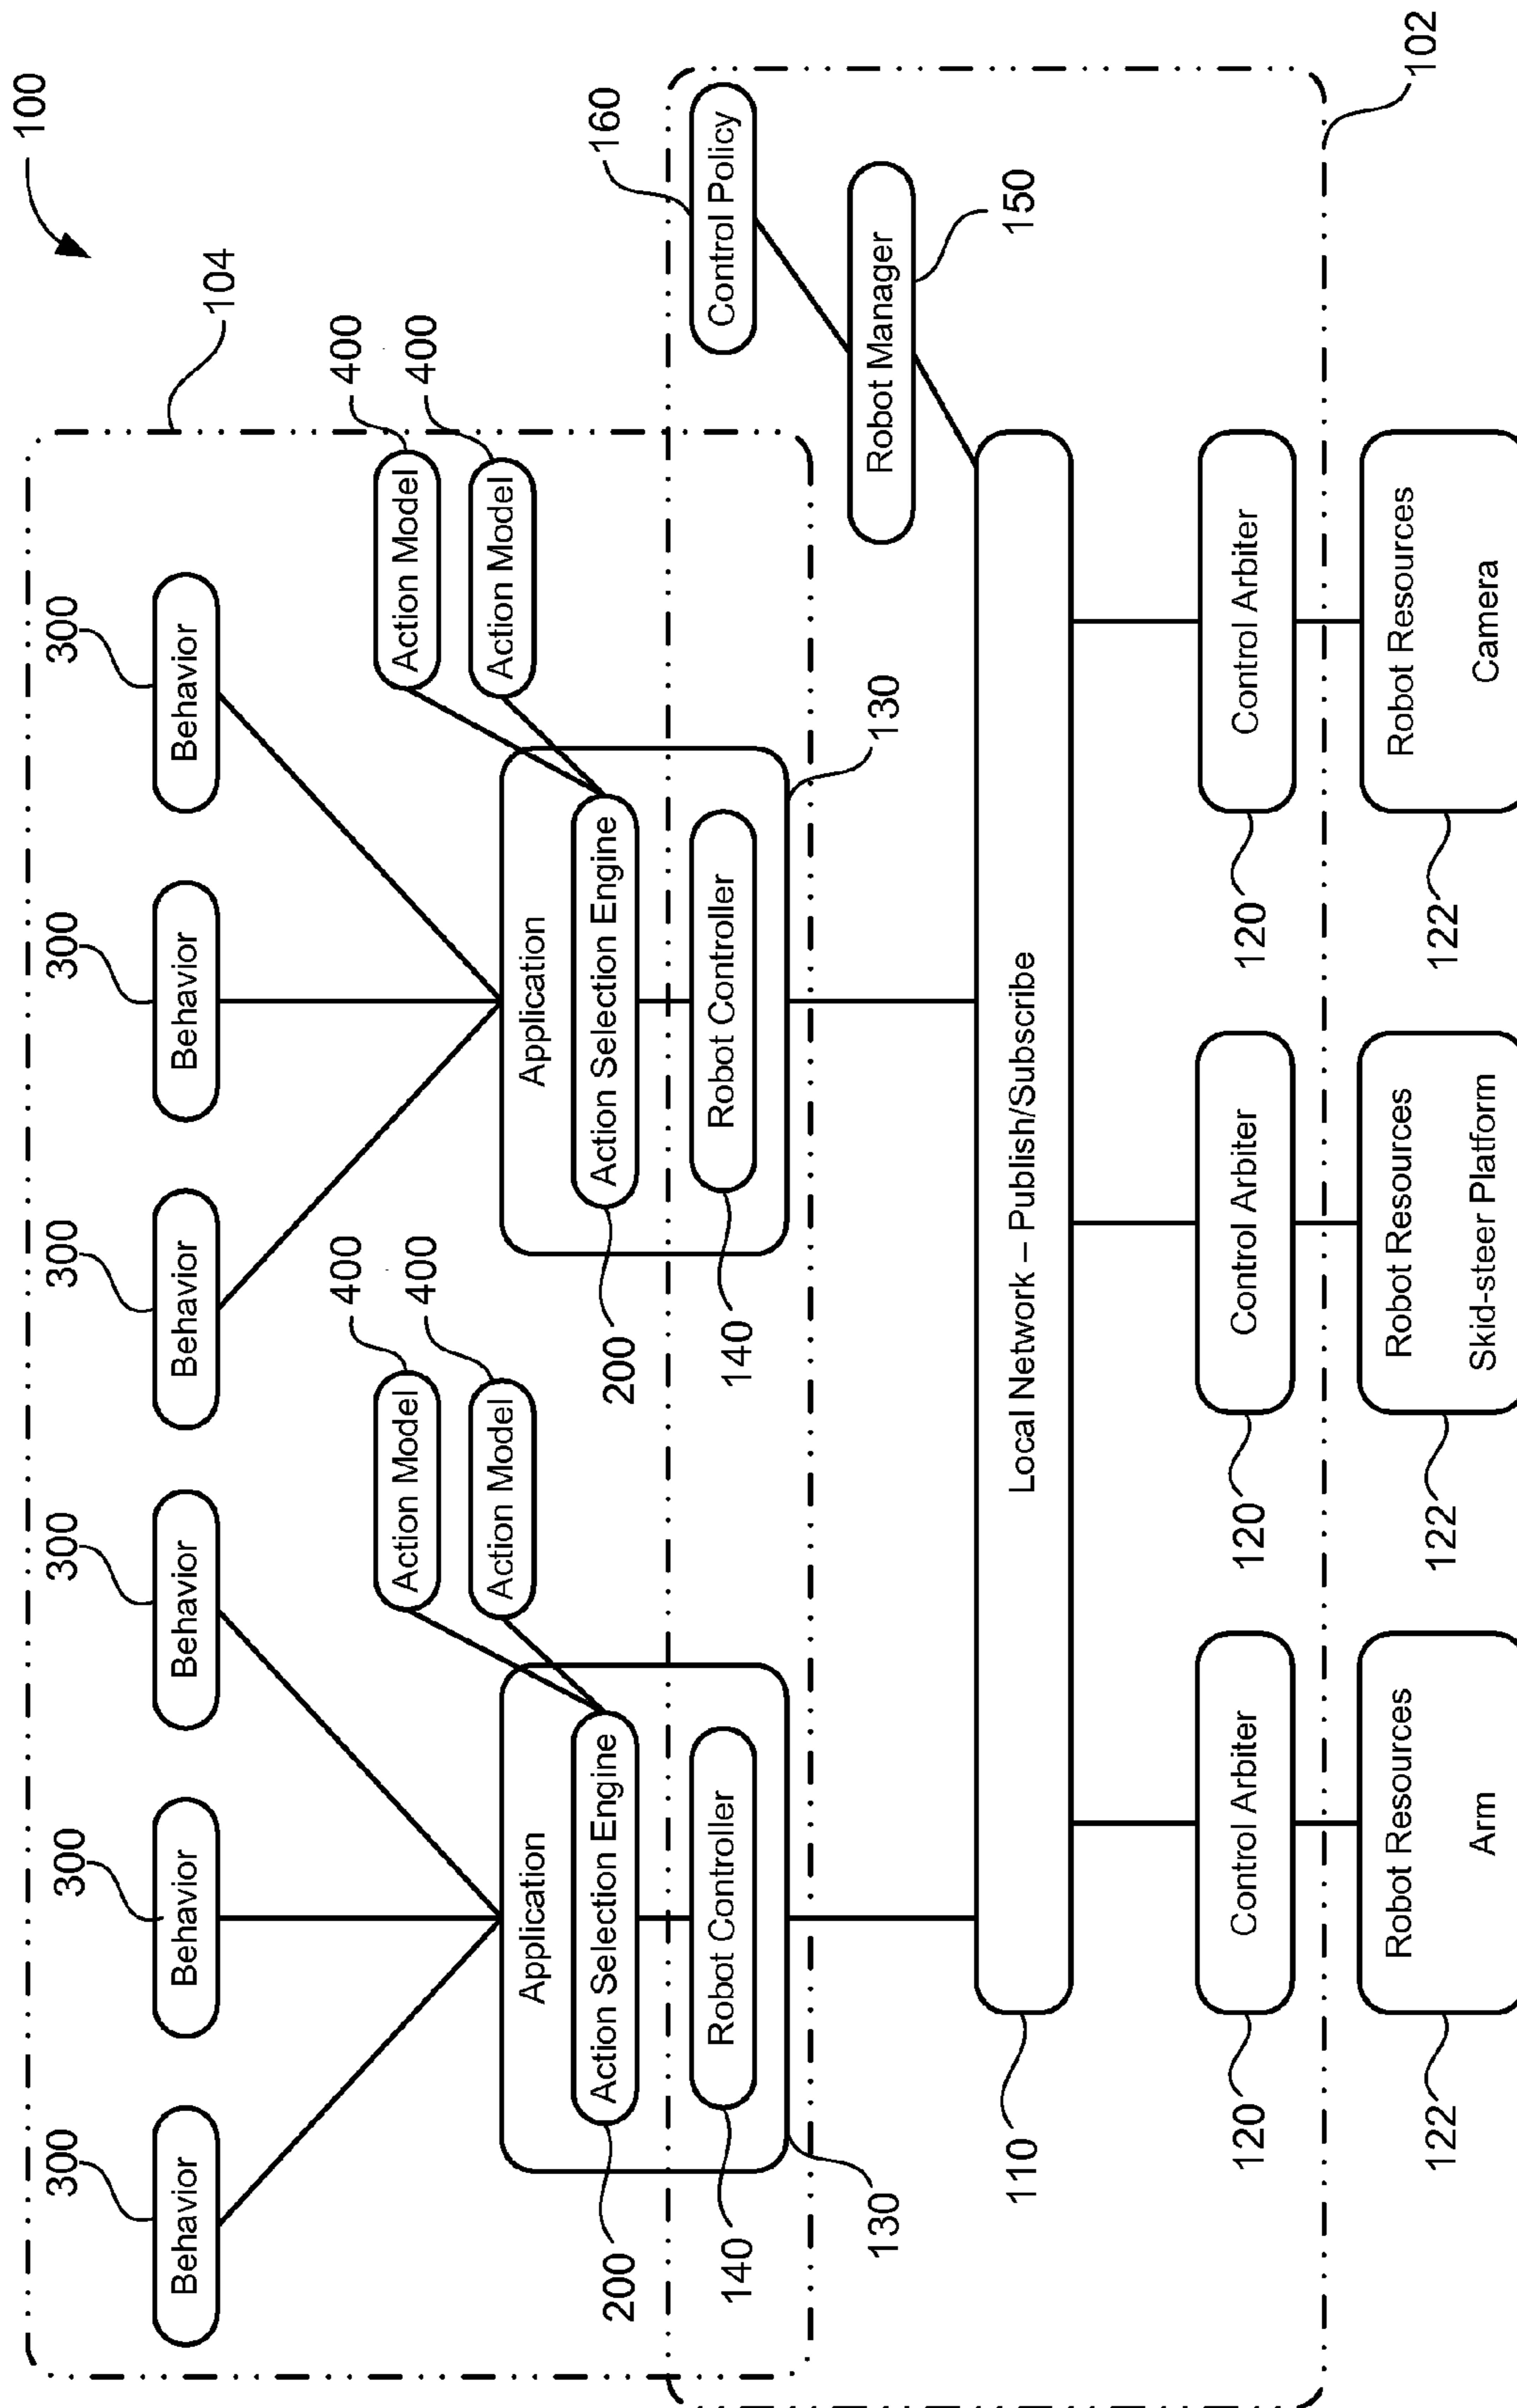 100
104
300
300
300
300
300
300
Behavior
Behavior
Behavior
Behavior
Behavior
Behavior
400
400
Action Model
Action Model
400
400
Action Model
Action Model
Application
Action Selection Engine
Robot Controller
200
140
130
Application
Action Selection Engine
Robot Controller
200
140
130
160
Control Policy
Robot Manager
150
Local Network – Publish/Subscribe
110
Control Arbiter
Control Arbiter
Control Arbiter
120
120
120
102
Robot Resources
Arm
Robot Resources
Skid-steer Platform
Robot Resources
Camera
122
122
122